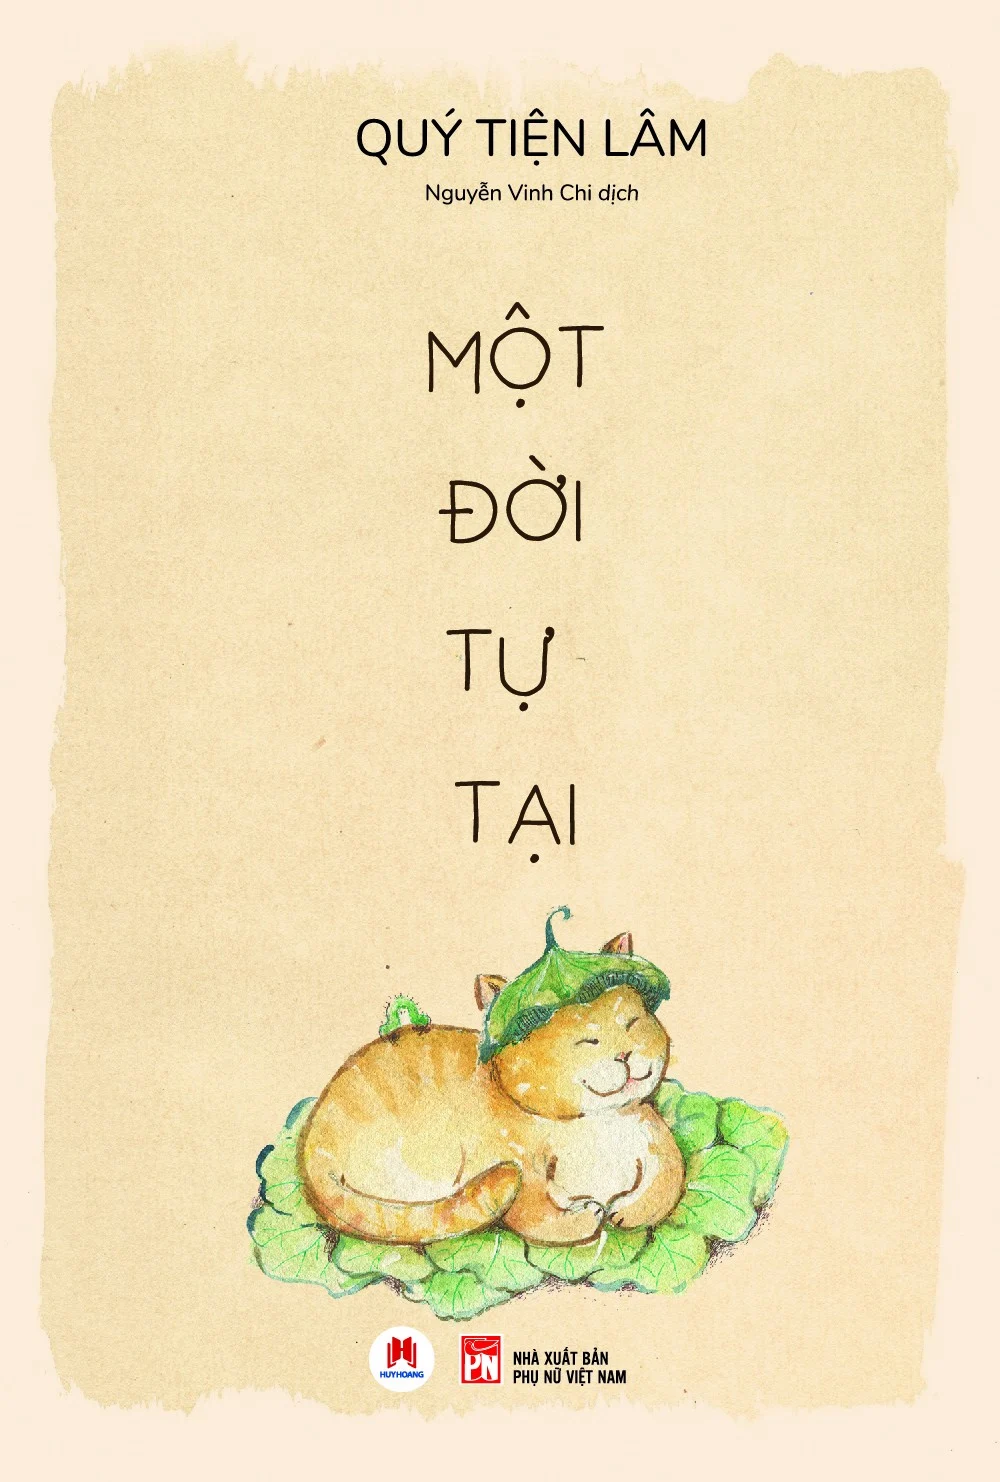 QUÝ TIỆN LÂM
Nguyễn Vinh Chi dịch
MỘT
ĐỜI
TỰ
TẠI
HUYHOANG
PN
NHÀ XUẤT BẢN
PHỤ NỮ VIỆT NAM